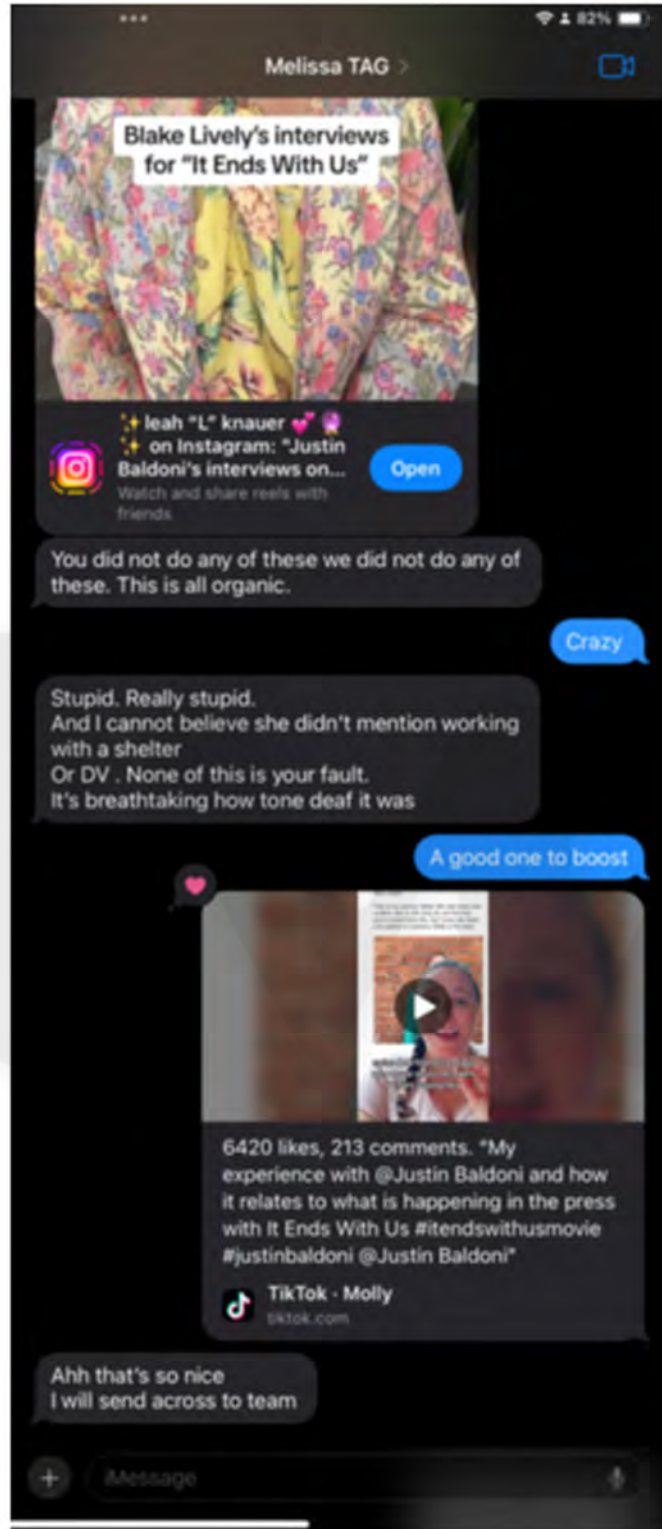 82%
Melissa TAG >
Blake Lively's interviews
for "It Ends With Us"
✨leah "L" knauer 💕 🔮
✨ on Instagram: "Justin
Baldoni's interviews on...
Watch and share reels with
friends
Open
You did not do any of these we did not do any of
these. This is all organic.
Crazy
Stupid. Really stupid.
And I cannot believe she didn't mention working
with a shelter
Or DV . None of this is your fault.
It's breathtaking how tone deaf it was
A good one to boost
6420 likes, 213 comments. "My
experience with @Justin Baldoni and how
it relates to what is happening in the press
with It Ends With Us #itendswithusmovie
#justinbaldoni @Justin Baldoni"
TikTok · Molly
tiktok.com
Ahh that's so nice
I will send across to team
iMessage